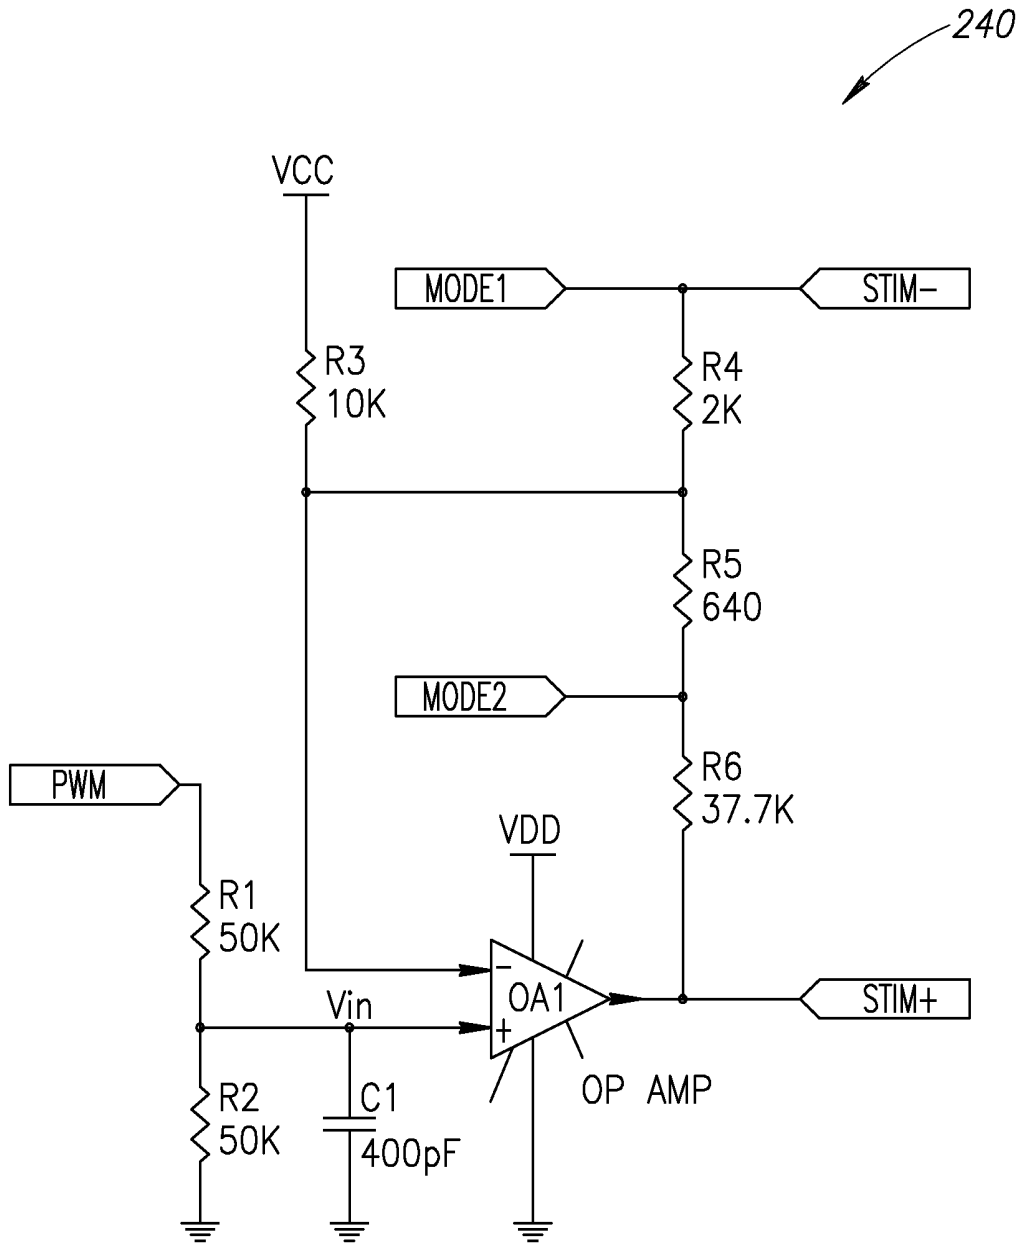 240
VCC
MODE1
STIM-
R3
10K
R4
2K
R5
640
MODE2
PWM
R6
37.7K
VDD
R1
50K
-
OA1
STIM+
Vin
+
OP AMP
R2
50K
C1
400pF